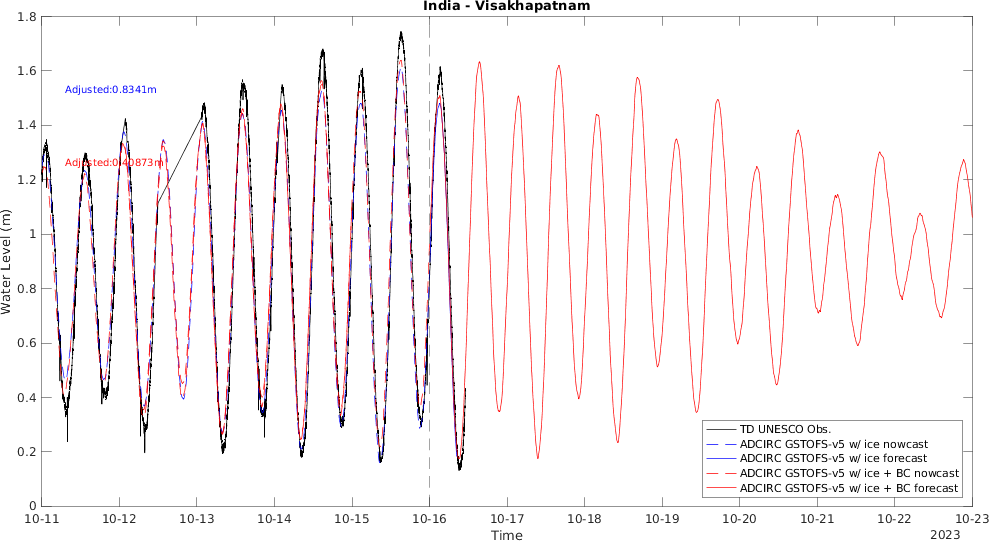 India - Visakhapatnam
1.8
1.6
1.4
1.2
1
0.8
0.6
0.4
0.2
0
Water Level (m)
Adjusted:0.8341m
Adjusted:0.40873m
TD UNESCO Obs.
ADCIRC GSTOFS-v5 w/ ice nowcast
ADCIRC GSTOFS-v5 w/ ice forecast
ADCIRC GSTOFS-v5 w/ ice + BC nowcast
ADCIRC GSTOFS-v5 w/ ice + BC forecast
10-11 10-12 10-13 10-14 10-15 10-16 10-17 10-18 10-19 10-20 10-21 10-22 10-23
Time
2023